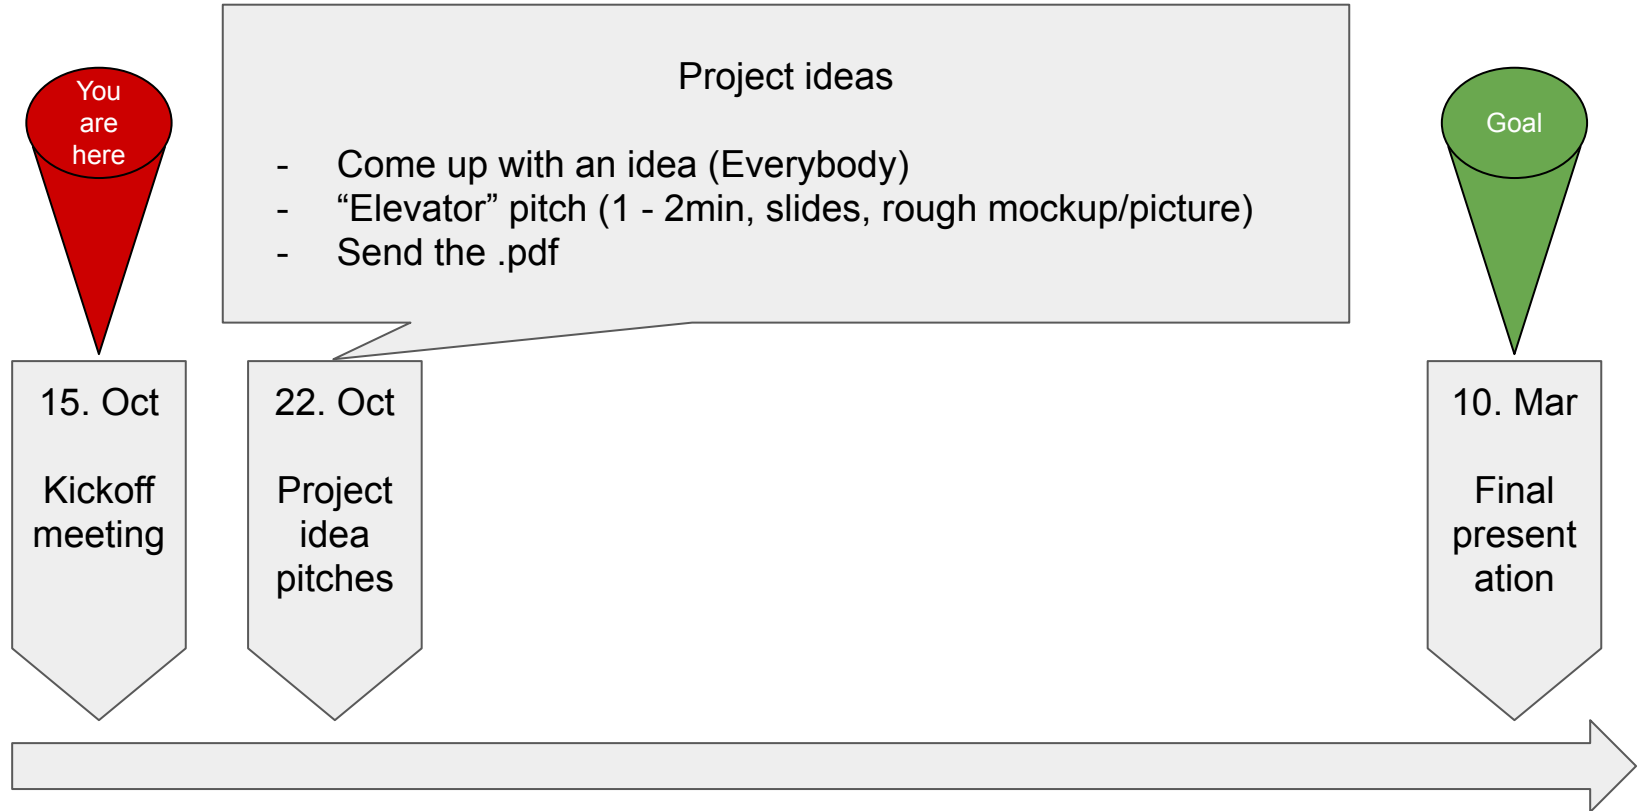 You
are
here
Project ideas
- Come up with an idea (Everybody)
- “Elevator” pitch (1 - 2min, slides, rough mockup/picture)
- Send the .pdf
Goal
15. Oct
Kickoff
meeting
22. Oct
Project
idea
pitches
10. Mar
Final
present
ation